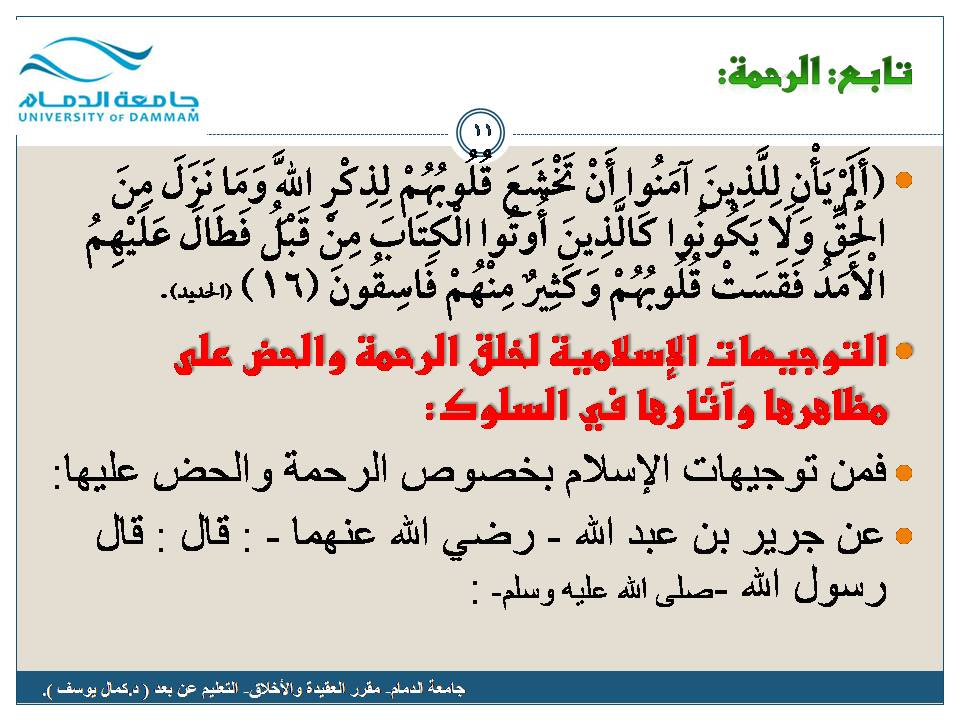 جامعة الدمام
UNIVERSITY OF DAMMAM
تابع: الرحمة:
١١
(أَلَمْ يَأْنِ لِلَّذِينَ آمَنُوا أَنْ تَخْشَعَ قُلُوبُهُمْ لِذِكْرِ اللَّهِ وَمَا نَزَلَ مِنَ
الْحَقِّ وَلَا يَكُونُوا كَالَّذِينَ أُوتُوا الْكِتَابَ مِنْ قَبْلُ فَطَالَ عَلَيْهِمُ
الْأَمَدُ فَقَسَتْ قُلُوبُهُمْ وَكَثِيرٌ مِنْهُمْ فَاسِقُونَ (١٦) (الحديد).
التوجيهات الإسلامية لخلق الرحمة والحض على
مظاهرها وآثارها في السلوك:
فمن توجيهات الإسلام بخصوص الرحمة والحض عليها:
عن جرير بن عبد الله - رضي الله عنهما - : قال : قال
رسول الله -صلى الله عليه وسلم- :
جامعة الدمام- مقرر العقيدة والأخلاق- التعليم عن بعد ( د.كمال يوسف ).